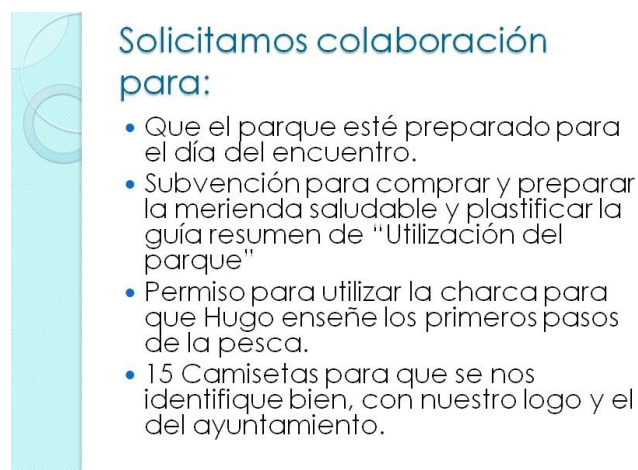 Solicitamos colaboración
para:
• Que el parque esté preparado para
el día del encuentro.
• Subvención para comprar y preparar
la merienda saludable y plastificar la
guía resumen de “Utilización del
parque”
• Permiso para utilizar la charca para
que Hugo enseñe los primeros pasos
de la pesca.
• 15 Camisetas para que se nos
identifique bien, con nuestro logo y el
del ayuntamiento.